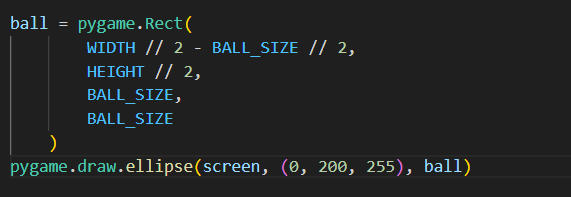 ball = pygame.Rect(
WIDTH // 2 - BALL_SIZE // 2,
HEIGHT // 2,
BALL_SIZE,
BALL_SIZE
)
pygame.draw.ellipse(screen, (0, 200, 255), ball)